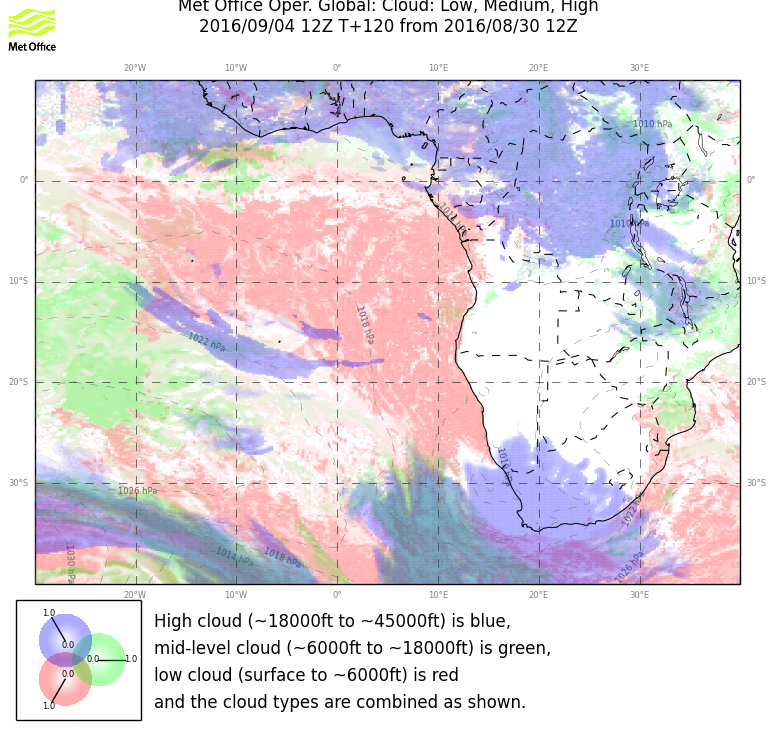 Met Office Oper. Global: Cloud: Low, Medium, High
2016/09/04 12Z T+120 from 2016/08/30 12Z
Met Office
20°W 10°W 0° 10°E 20°E 30°E
1010 hPa
0° 0°
1010 hPa
10°S 10°S
1018 hPa
1022 hPa
20°S 20°S
30°S 30°S
1026 hPa
1022 hPa
1014 hPa
1018 hPa
1026 hPa
1030 hPa
20°W 10°W 0° 10°E 20°E 30°E
1.0
0.0
0.0 1.0
0.0
1.0
High cloud (~18000ft to ~45000ft) is blue,
mid-level cloud (~6000ft to ~18000ft) is green,
low cloud (surface to ~6000ft) is red
and the cloud types are combined as shown.